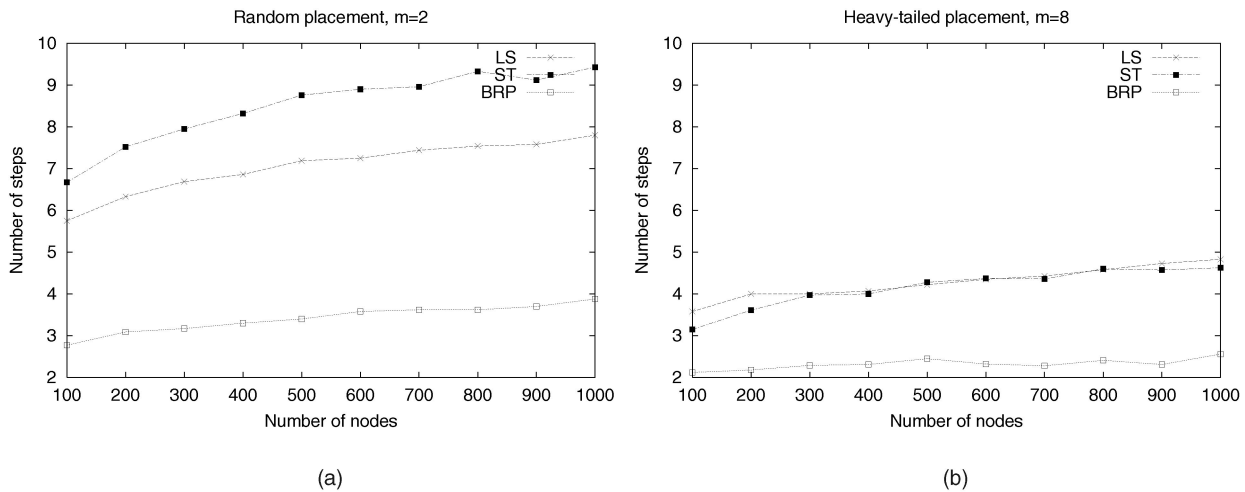 Random placement, m=2
10
9
8
7
6
5
4
3
2
Number of steps
LS
ST
BRP
100 200 300 400 500 600 700 800 900 1000
Number of nodes
(a)
Heavy-tailed placement, m=8
10
9
8
7
6
5
4
3
2
Number of steps
LS
ST
BRP
100 200 300 400 500 600 700 800 900 1000
Number of nodes
(b)